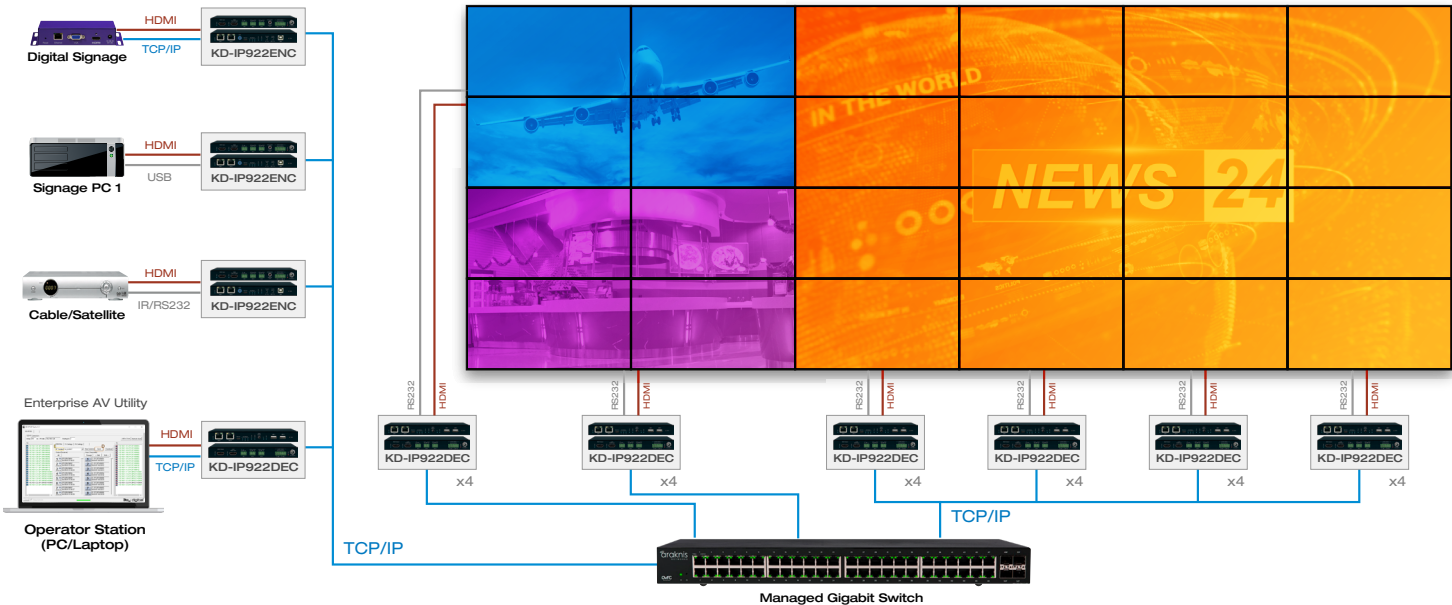 HDMI
TCP/IP
Digital Signage
KD-IP922ENC
HDMI
USB
Signage PC 1
KD-IP922ENC
HDMI
IR/RS232
Cable/Satellite
KD-IP922ENC
Enterprise AV Utility
HDMI
TCP/IP
KD-IP922DEC
Operator Station
(PC/Laptop)
IN THE WORLD
NEWS 24
RS232
HDMI
KD-IP922DEC
x4
RS232
HDMI
KD-IP922DEC
x4
RS232
HDMI
KD-IP922DEC
x4
RS232
HDMI
KD-IP922DEC
x4
RS232
HDMI
KD-IP922DEC
x4
RS232
HDMI
KD-IP922DEC
x4
TCP/IP
TCP/IP
araknis
Managed Gigabit Switch